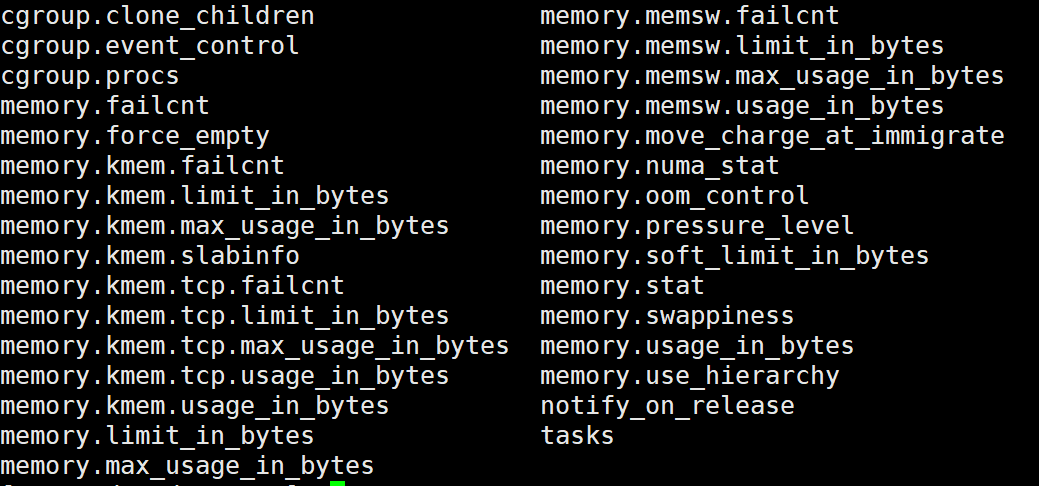 cgroup.clone_children memory.memsw.failcnt
cgroup.event_control memory.memsw.limit_in_bytes
cgroup.procs memory.memsw.max_usage_in_bytes
memory.failcnt memory.memsw.usage_in_bytes
memory.force_empty memory.move_charge_at_immigrate
memory.kmem.failcnt memory.numa_stat
memory.kmem.limit_in_bytes memory.oom_control
memory.kmem.max_usage_in_bytes memory.pressure_level
memory.kmem.slabinfo memory.soft_limit_in_bytes
memory.kmem.tcp.failcnt memory.stat
memory.kmem.tcp.limit_in_bytes memory.swappiness
memory.kmem.tcp.max_usage_in_bytes memory.usage_in_bytes
memory.kmem.tcp.usage_in_bytes memory.use_hierarchy
memory.kmem.usage_in_bytes notify_on_release
memory.limit_in_bytes tasks
memory.max_usage_in_bytes